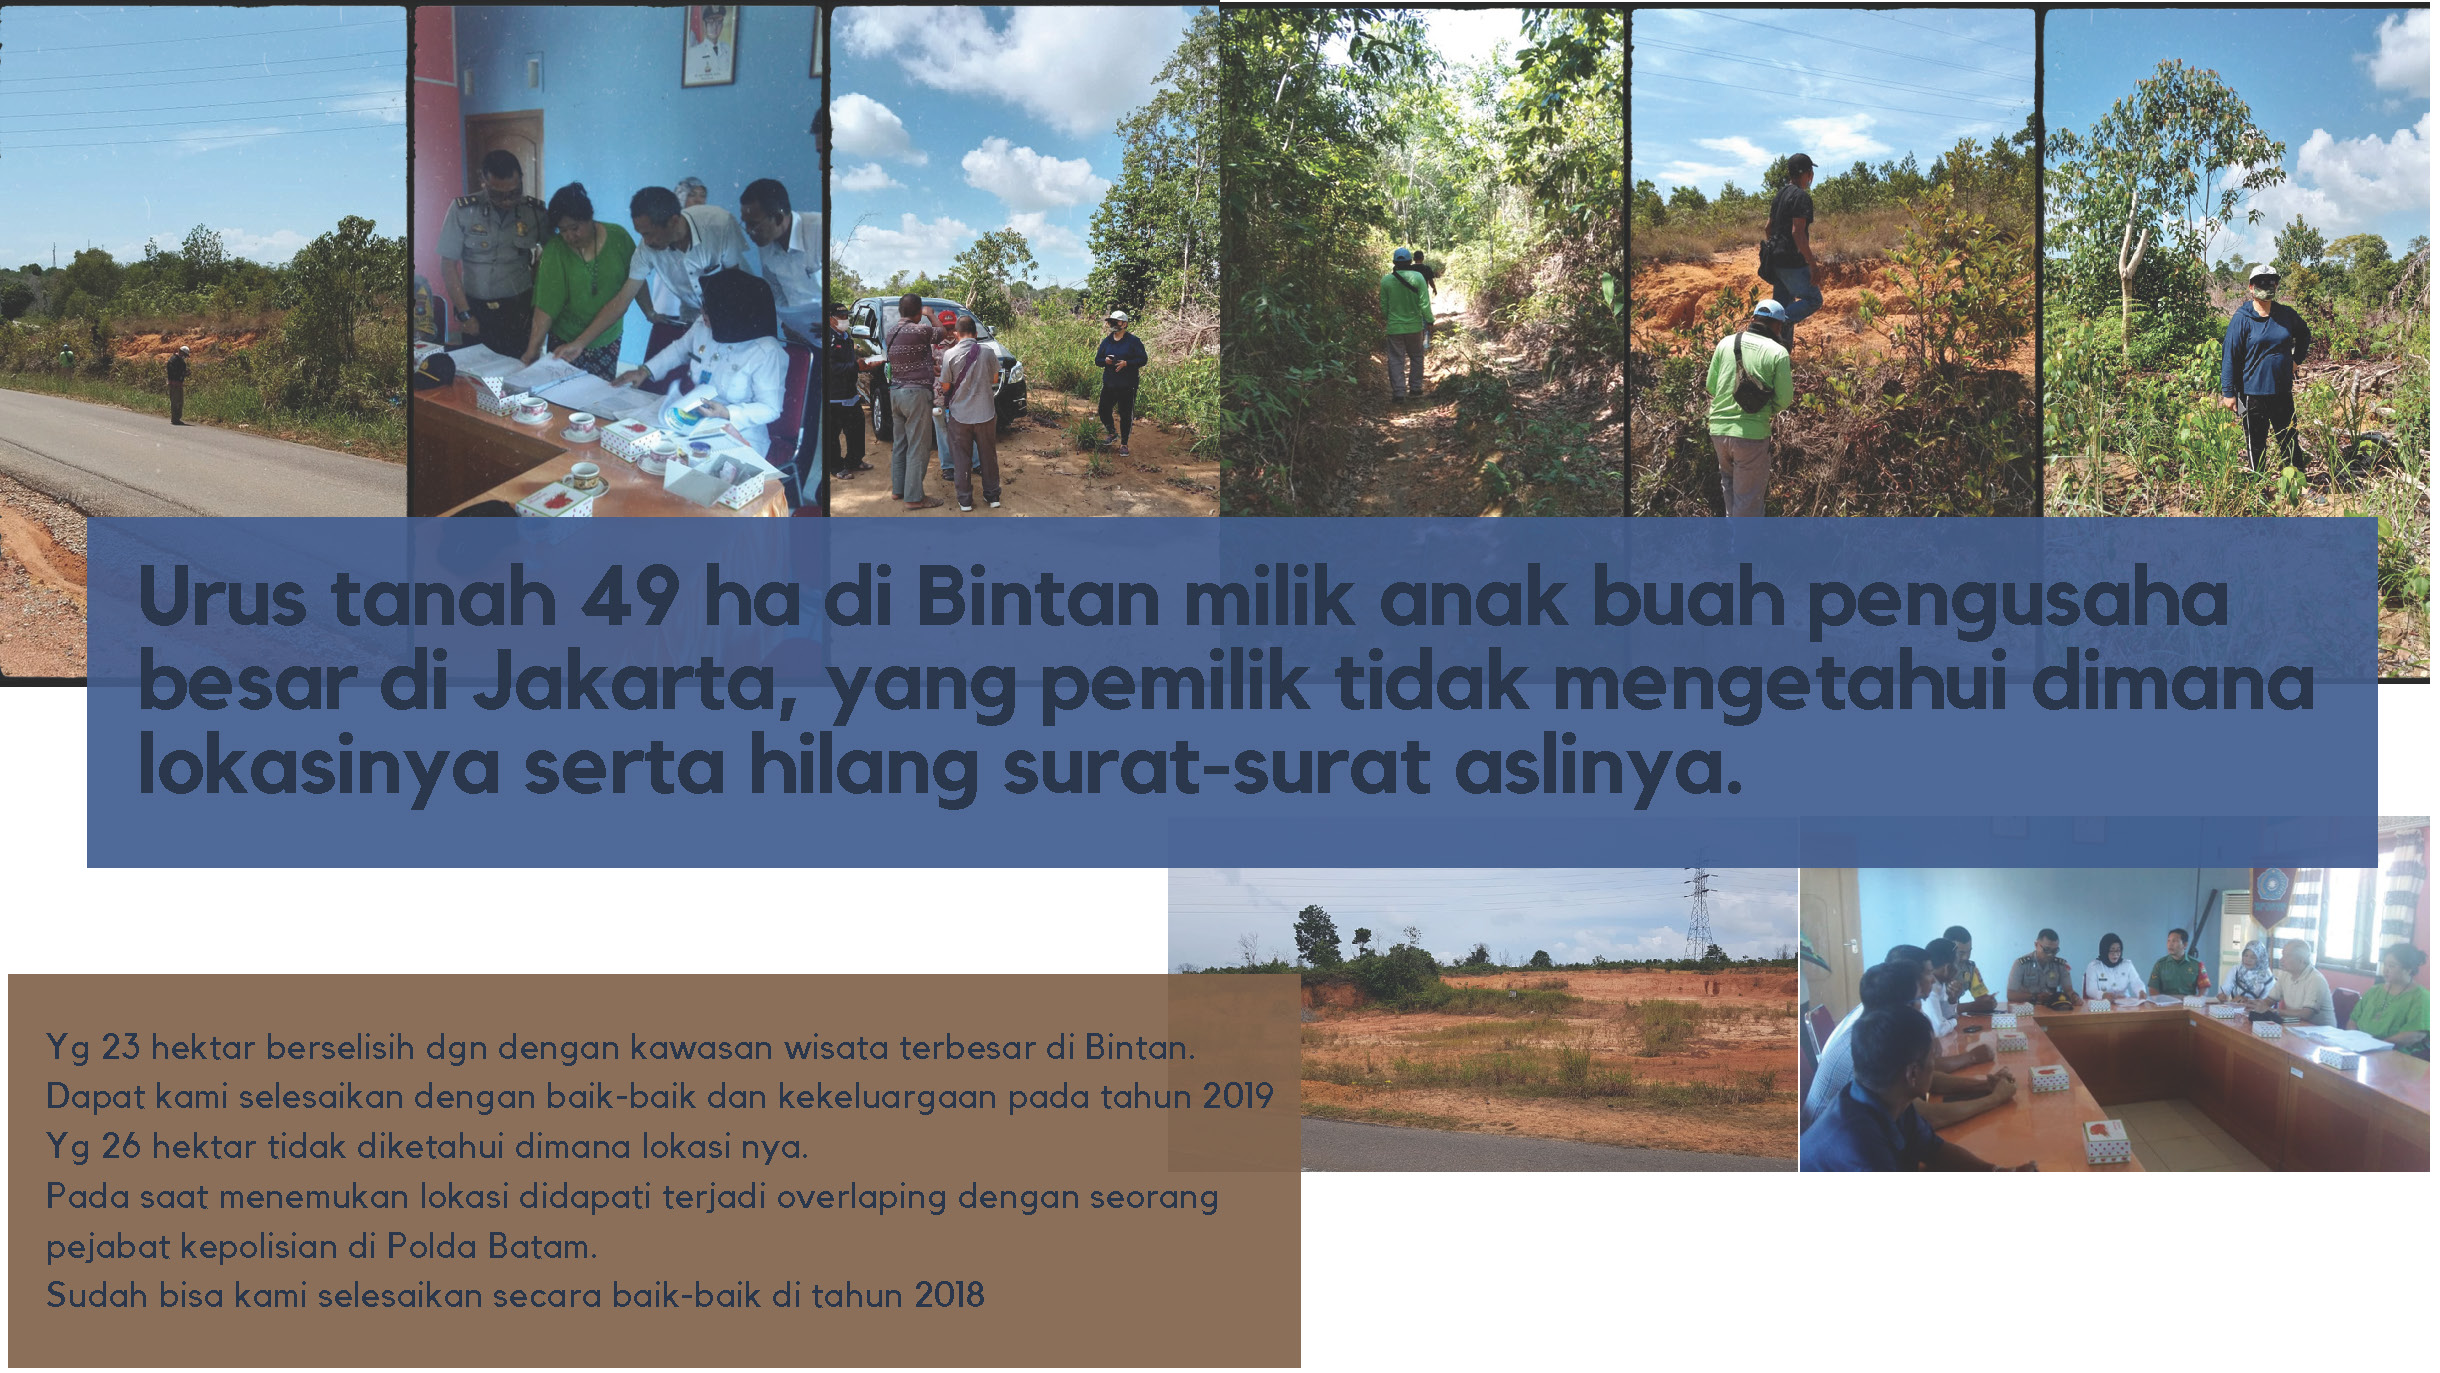 Urus tanah 49 ha di Bintan milik anak buah pengusaha
besar di Jakarta, yang pemilik tidak mengetahui dimana
lokasinya serta hilang surat-surat aslinya.
Yg 23 hektar berselisih dgn dengan kawasan wisata terbesar di Bintan.
Dapat kami selesaikan dengan baik-baik dan kekeluargaan pada tahun 2019
Yg 26 hektar tidak diketahui dimana lokasi nya.
Pada saat menemukan lokasi didapati terjadi overlaping dengan seorang
pejabat kepolisian di Polda Batam.
Sudah bisa kami selesaikan secara baik-baik di tahun 2018